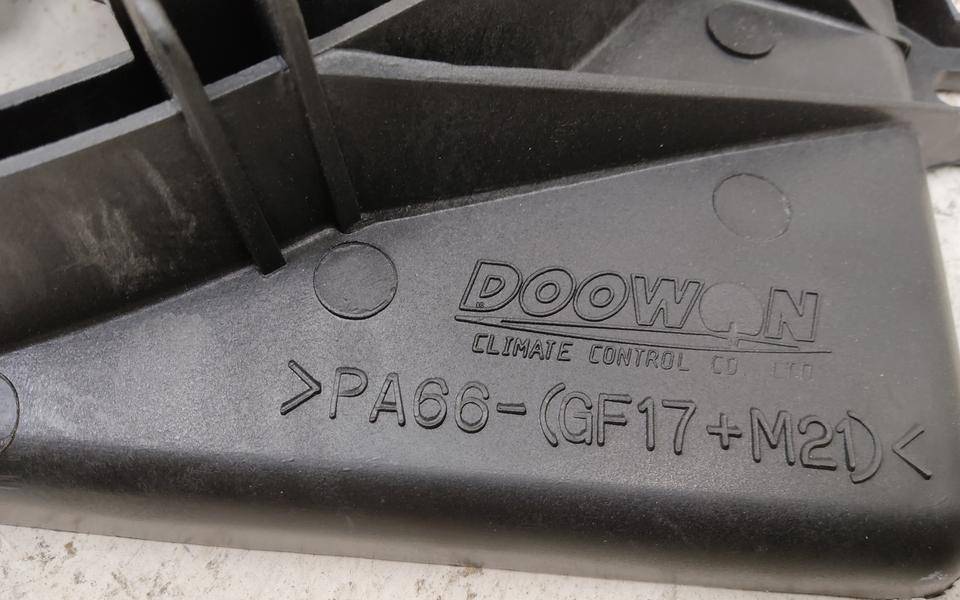 DOOWON
CLIMATE CONTROL CO. LTD
>PA66-(GF17+M21)<